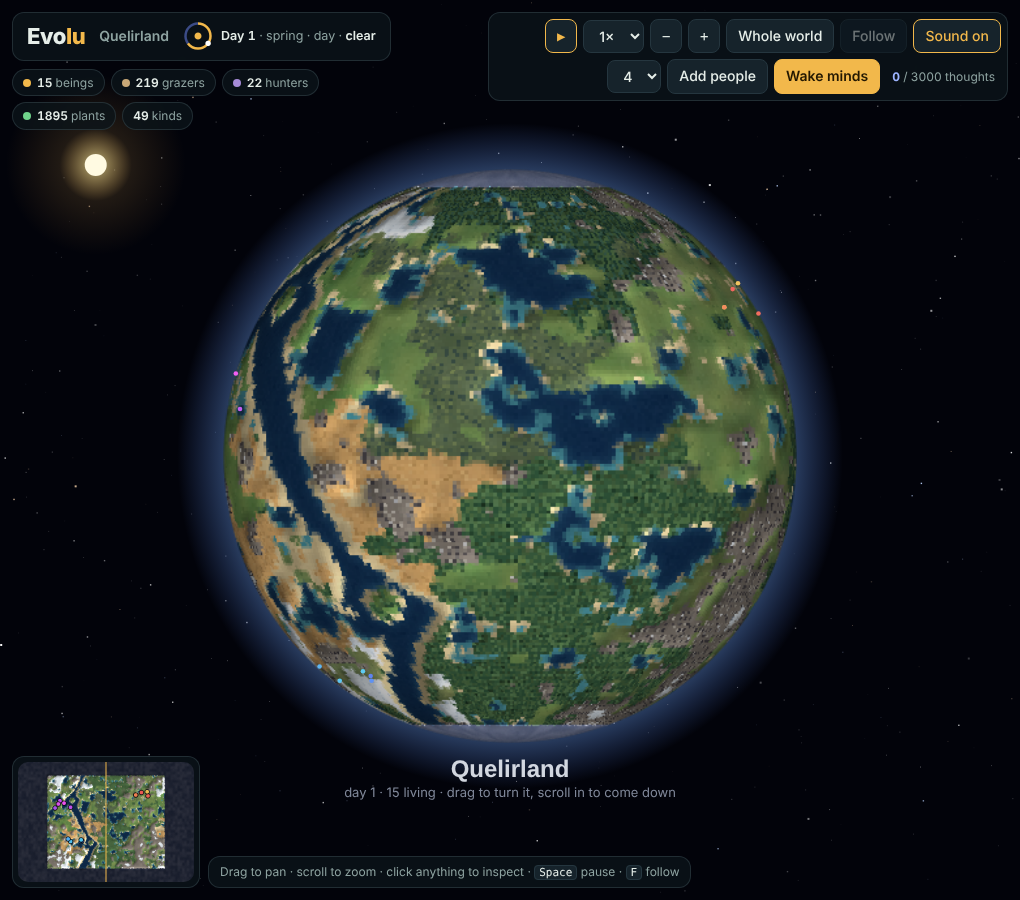 Evolu Quelirland Day 1 · spring · day · clear
1× − + Whole world Follow Sound on
4 Add people Wake minds 0 / 3000 thoughts
15 beings 219 grazers 22 hunters
1895 plants 49 kinds
Quelirland
day 1 · 15 living · drag to turn it, scroll in to come down
Drag to pan · scroll to zoom · click anything to inspect · Space pause · F follow